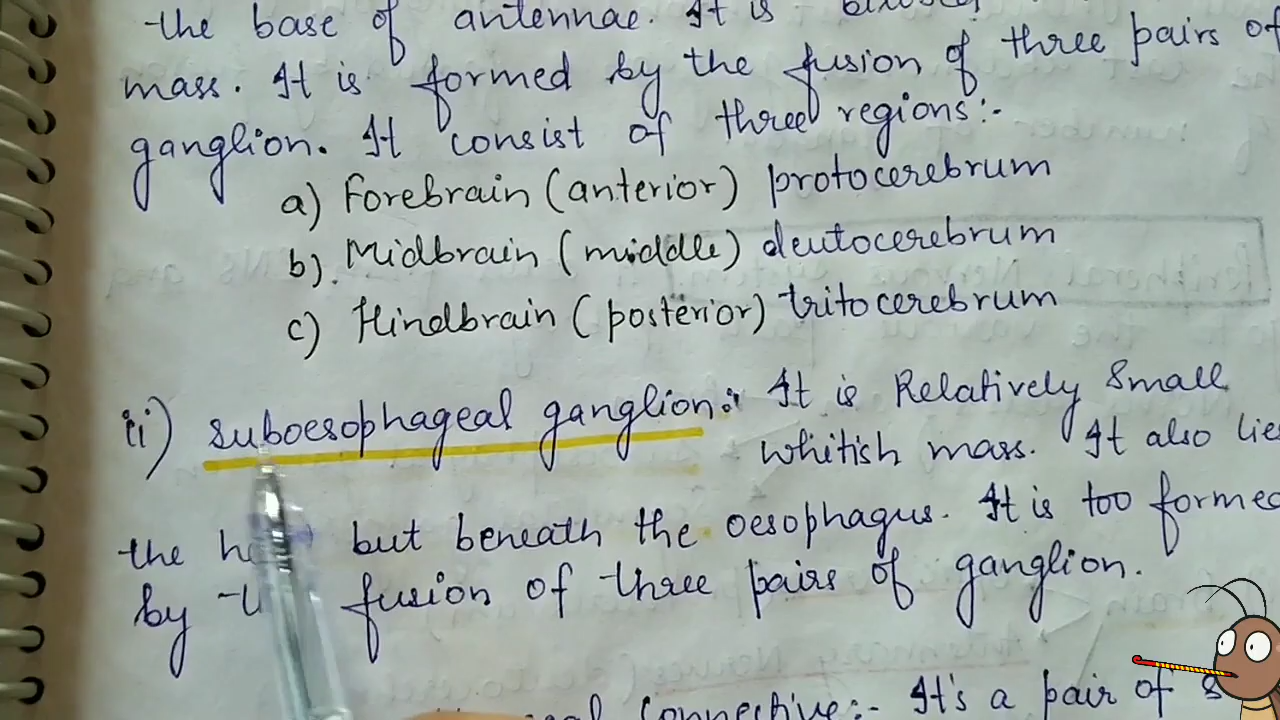 the base of antennae. It is
mass. It is formed by the fusion of three pairs of
ganglion. It consist of three regions:-
a) Forebrain (anterior) protocerebrum
b). Midbrain (middle) deutocerebrum
c) Hindbrain (posterior) tritocerebrum
ii) suboesophageal ganglion: It is Relatively small
whitish mass. It also lies
the but beneath the oesophagus. It is too formed
by fusion of three pairs of ganglion.
connective:- It's a pair of